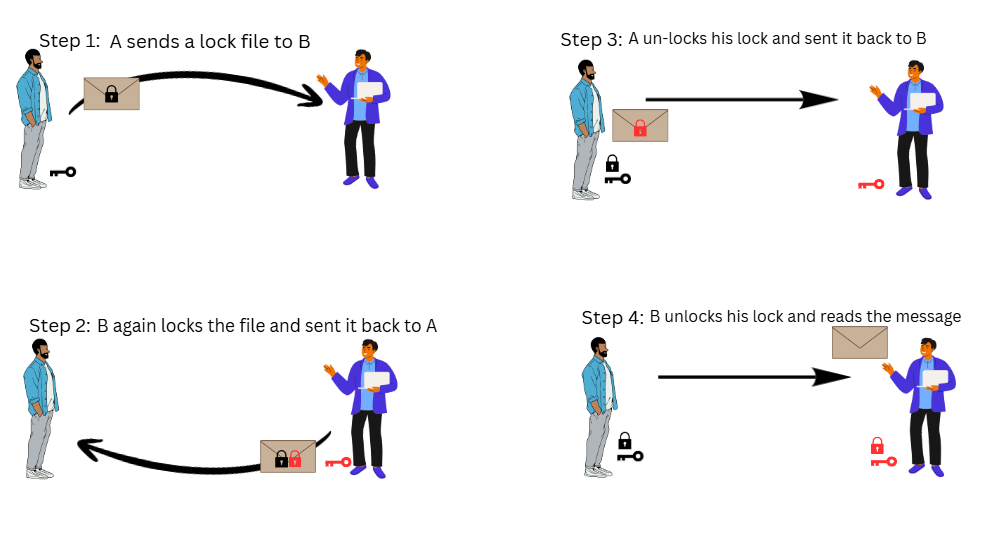 Step 1: A sends a lock file to B
Step 2: B again locks the file and sent it back to A
Step 3: A un-locks his lock and sent it back to B
Step 4: B unlocks his lock and reads the message